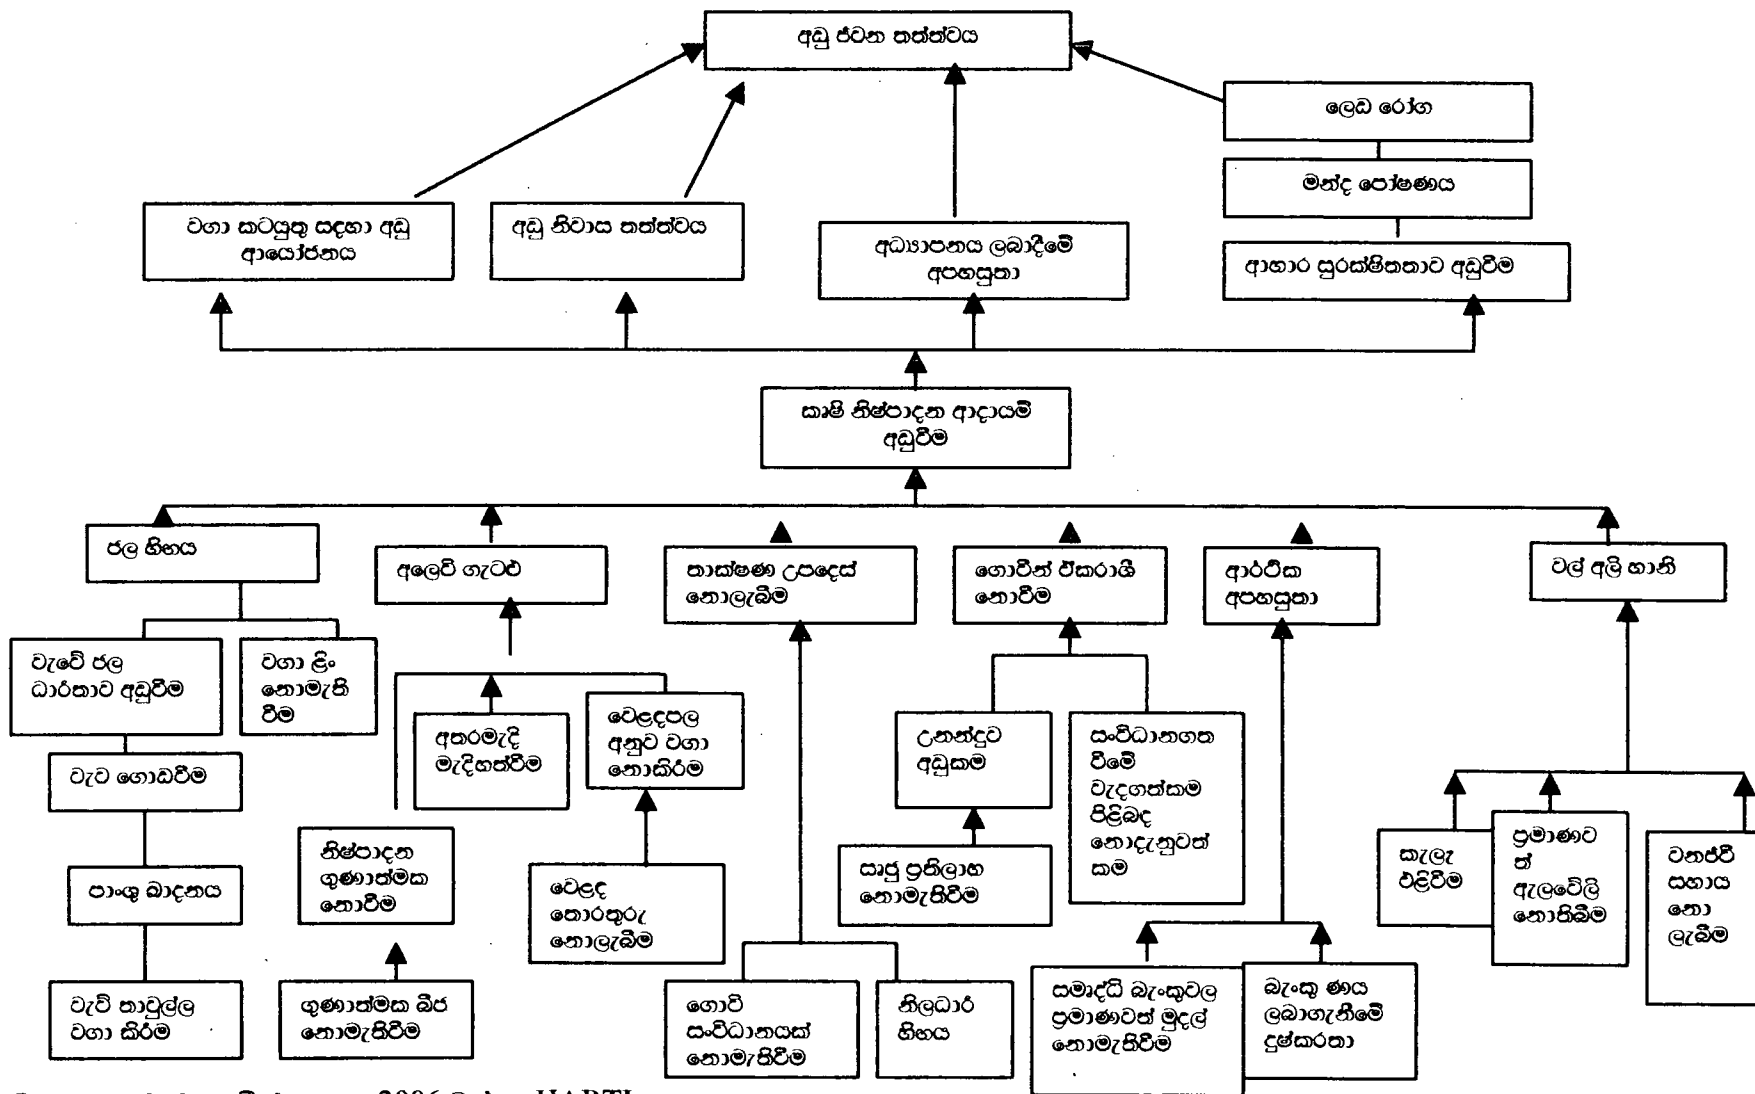 අඩු ජවන තත්ත්වය
ලෙඩ රෝග
මන්ද පෝෂණය
වගා කටයුතු සඳහා අඩු
ආයෝජනය
අඩු නිවාස තත්ත්වය
අධ්‍යාපනය ලබාදීමේ
අපහසුතා
ආහාර සුරක්ෂිතතාව අඩුවීම
කෘෂි නිෂ්පාදන ආදායම්
අඩුවීම
ජල හිඟය
අලෙවි ගැටළු
තාක්ෂණ උපදෙස්
නොලැබීම
ගොවීන් ඒකරාශී
නොවීම
ආර්ථික
අපහසුතා
වල් අලි හානි
වැවේ ජල
ධාරිතාව අඩුවීම
වගා ළිං
නොමැති
වීම
අතරමැදි
මැදිහත්වීම
වෙළඳපල
අනුව වගා
නොකිරීම
උනන්දුව
අඩුකම
සංවිධානගත
වීමේ
වැදගත්කම
පිළිබඳ
නොදැනුවත්
කම
වැව ගොඩවීම
නිෂ්පාදන
ගුණාත්මක
නොවීම
වෙළඳ
තොරතුරු
නොලැබීම
සෘජු ප්‍රතිලාභ
නොමැතිවීම
කැලෑ
එළිවීම
ප්‍රමාණව
ත්
ඇලවේලි
නොතිබීම
වනජීවී
සහාය
නො
ලැබීම
පාංශු ඛාදනය
වැව් තාවුල්ල
වගා කිරීම
ගුණාත්මක බීජ
නොමැතිවීම
ගොවි
සංවිධානයක්
නොමැතිවීම
නිලධාරී
හිඟය
සමෘද්ධි බැංකුවල
ප්‍රමාණවත් මුදල්
නොමැතිවීම
බැංකු ණය
ලබාගැනීමේ
දුෂ්කරතා
2006 HARTI